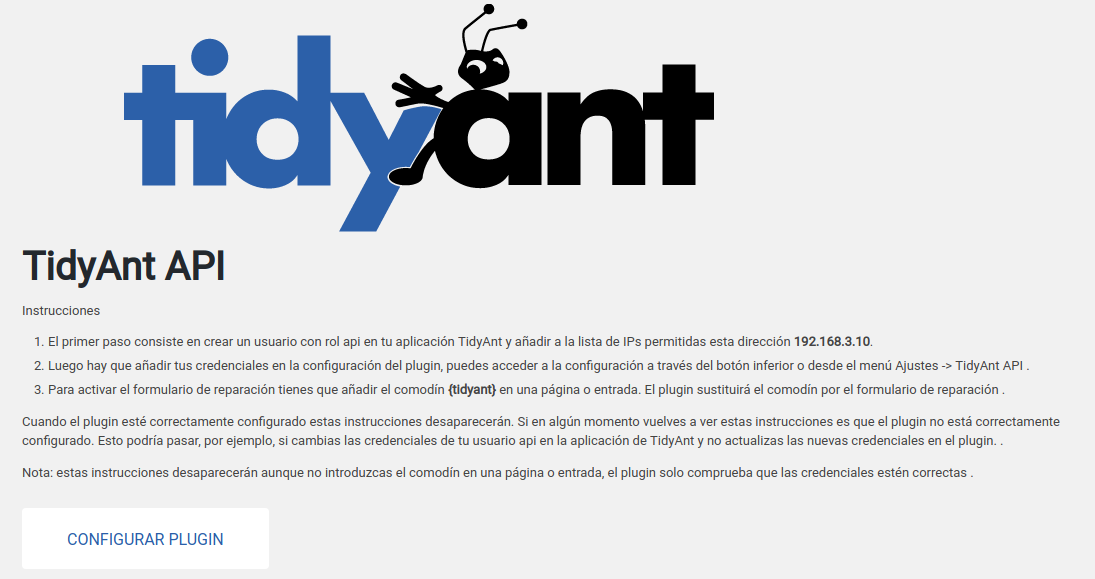 tidyant
TidyAnt API
Instrucciones
1. El primer paso consiste en crear un usuario con rol api en tu aplicación TidyAnt y añadir a la lista de IPs permitidas esta dirección 192.168.3.10.
2. Luego hay que añadir tus credenciales en la configuración del plugin, puedes acceder a la configuración a través del botón inferior o desde el menú Ajustes -> TidyAnt API .
3. Para activar el formulario de reparación tienes que añadir el comodín {tidyant} en una página o entrada. El plugin sustituirá el comodín por el formulario de reparación .
Cuando el plugin esté correctamente configurado estas instrucciones desaparecerán. Si en algún momento vuelves a ver estas instrucciones es que el plugin no está correctamente
configurado. Esto podría pasar, por ejemplo, si cambias las credenciales de tu usuario api en la aplicación de TidyAnt y no actualizas las nuevas credenciales en el plugin. .
Nota: estas instrucciones desaparecerán aunque no introduzcas el comodín en una página o entrada, el plugin solo comprueba que las credenciales estén correctas .
CONFIGURAR PLUGIN